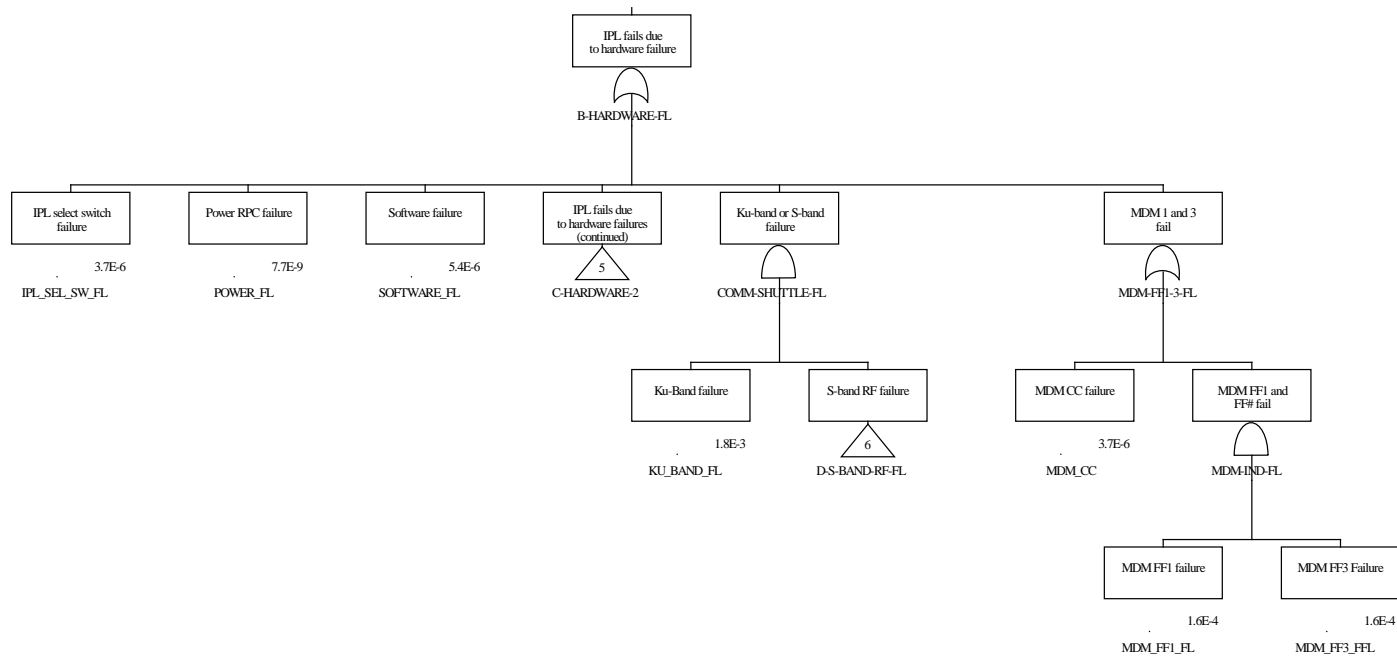 IPL fails due
to hardware failure
B-HARDWARE-FL
IPL select switch
failure
3.7E-6
IPL_SEL_SW_FL
Power RPC failure
7.7E-9
POWER_FL
Software failure
5.4E-6
SOFTWARE_FL
IPL fails due
to hardware failures
(continued)
5
C-HARDWARE-2
Ku-band or S-band
failure
COMM-SHUTTLE-FL
MDM 1 and 3
fail
MDM-FF1-3-FL
Ku-Band failure
1.8E-3
KU_BAND_FL
S-band RF failure
6
D-S-BAND-RF-FL
MDM CC failure
3.7E-6
MDM_CC
MDM FF1 and
FF# fail
MDM-IND-FL
MDM FF1 failure
1.6E-4
MDM_FF1_FL
MDM FF3 Failure
1.6E-4
MDM_FF3_FFL